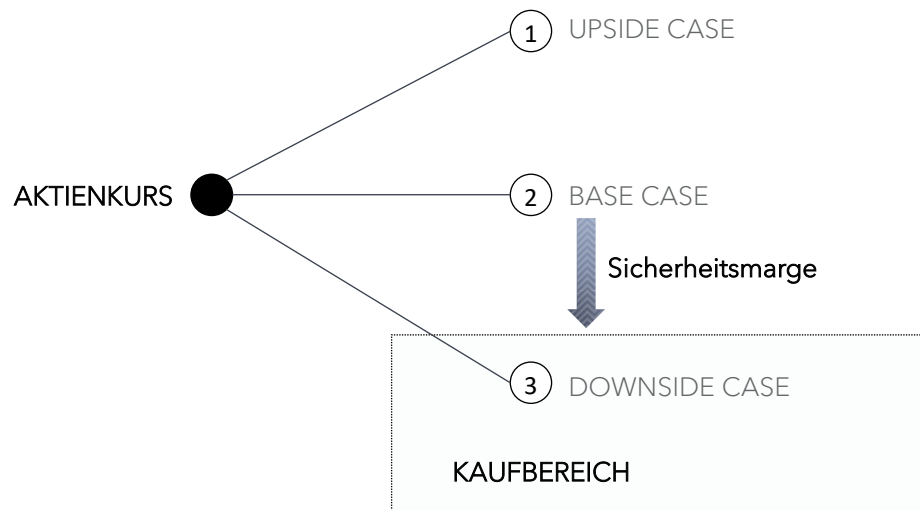 1 UPSIDE CASE
AKTIENKURS
2 BASE CASE
Sicherheitsmarge
3 DOWNSIDE CASE
KAUFBEREICH